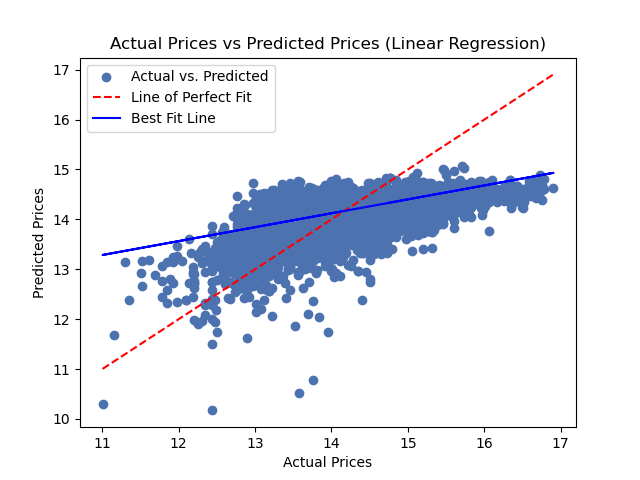 Actual Prices vs Predicted Prices (Linear Regression)
Actual vs. Predicted
Line of Perfect Fit
Best Fit Line
Predicted Prices
17
16
15
14
13
12
11
10
11 12 13 14 15 16 17
Actual Prices